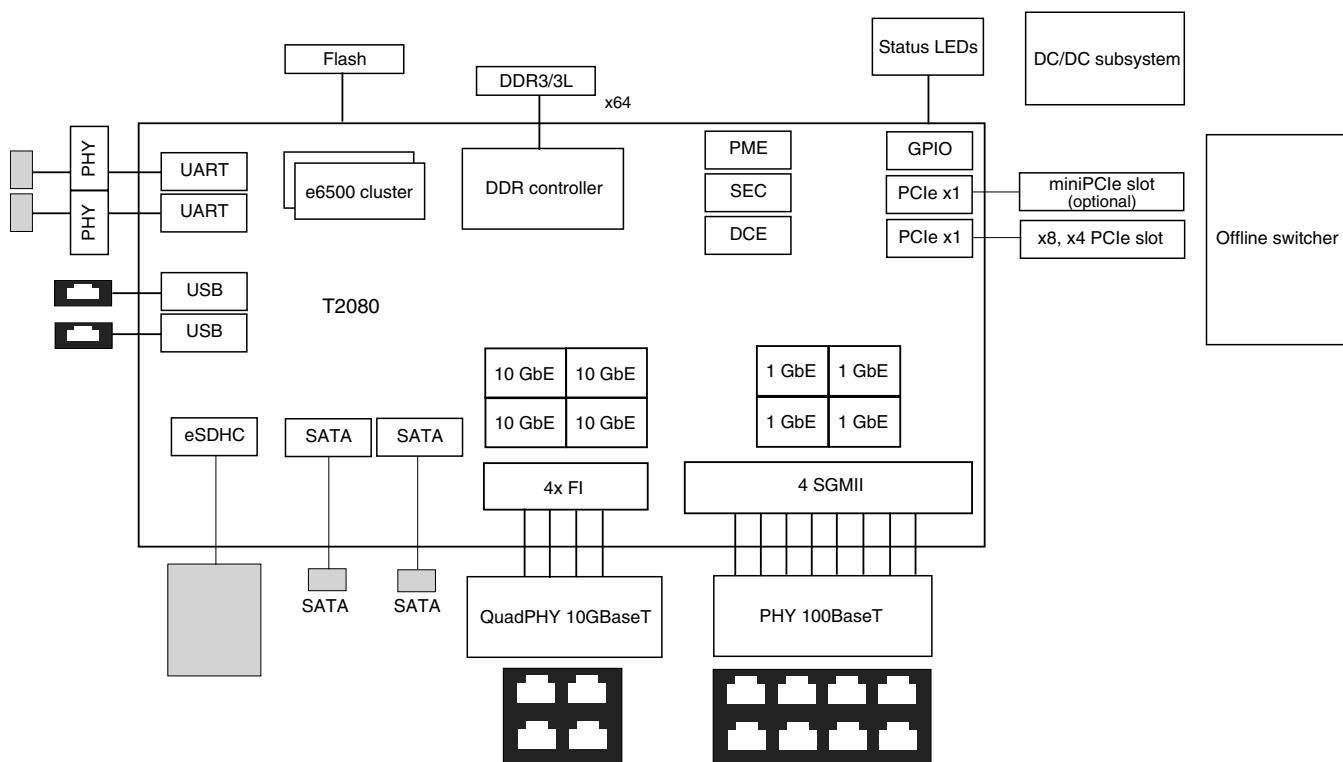 Flash
DDR3/3L
x64
Status LEDs
DC/DC subsystem
PHY
PHY
UART
UART
e6500 cluster
DDR controller
PME
SEC
DCE
GPIO
PCIe x1
PCIe x1
miniPCIe slot
(optional)
x8, x4 PCIe slot
Offline switcher
USB
USB
T2080
10 GbE
10 GbE
10 GbE
10 GbE
1 GbE
1 GbE
1 GbE
1 GbE
eSDHC
SATA
SATA
4x FI
4 SGMII
SATA
SATA
QuadPHY 10GBaseT
PHY 100BaseT